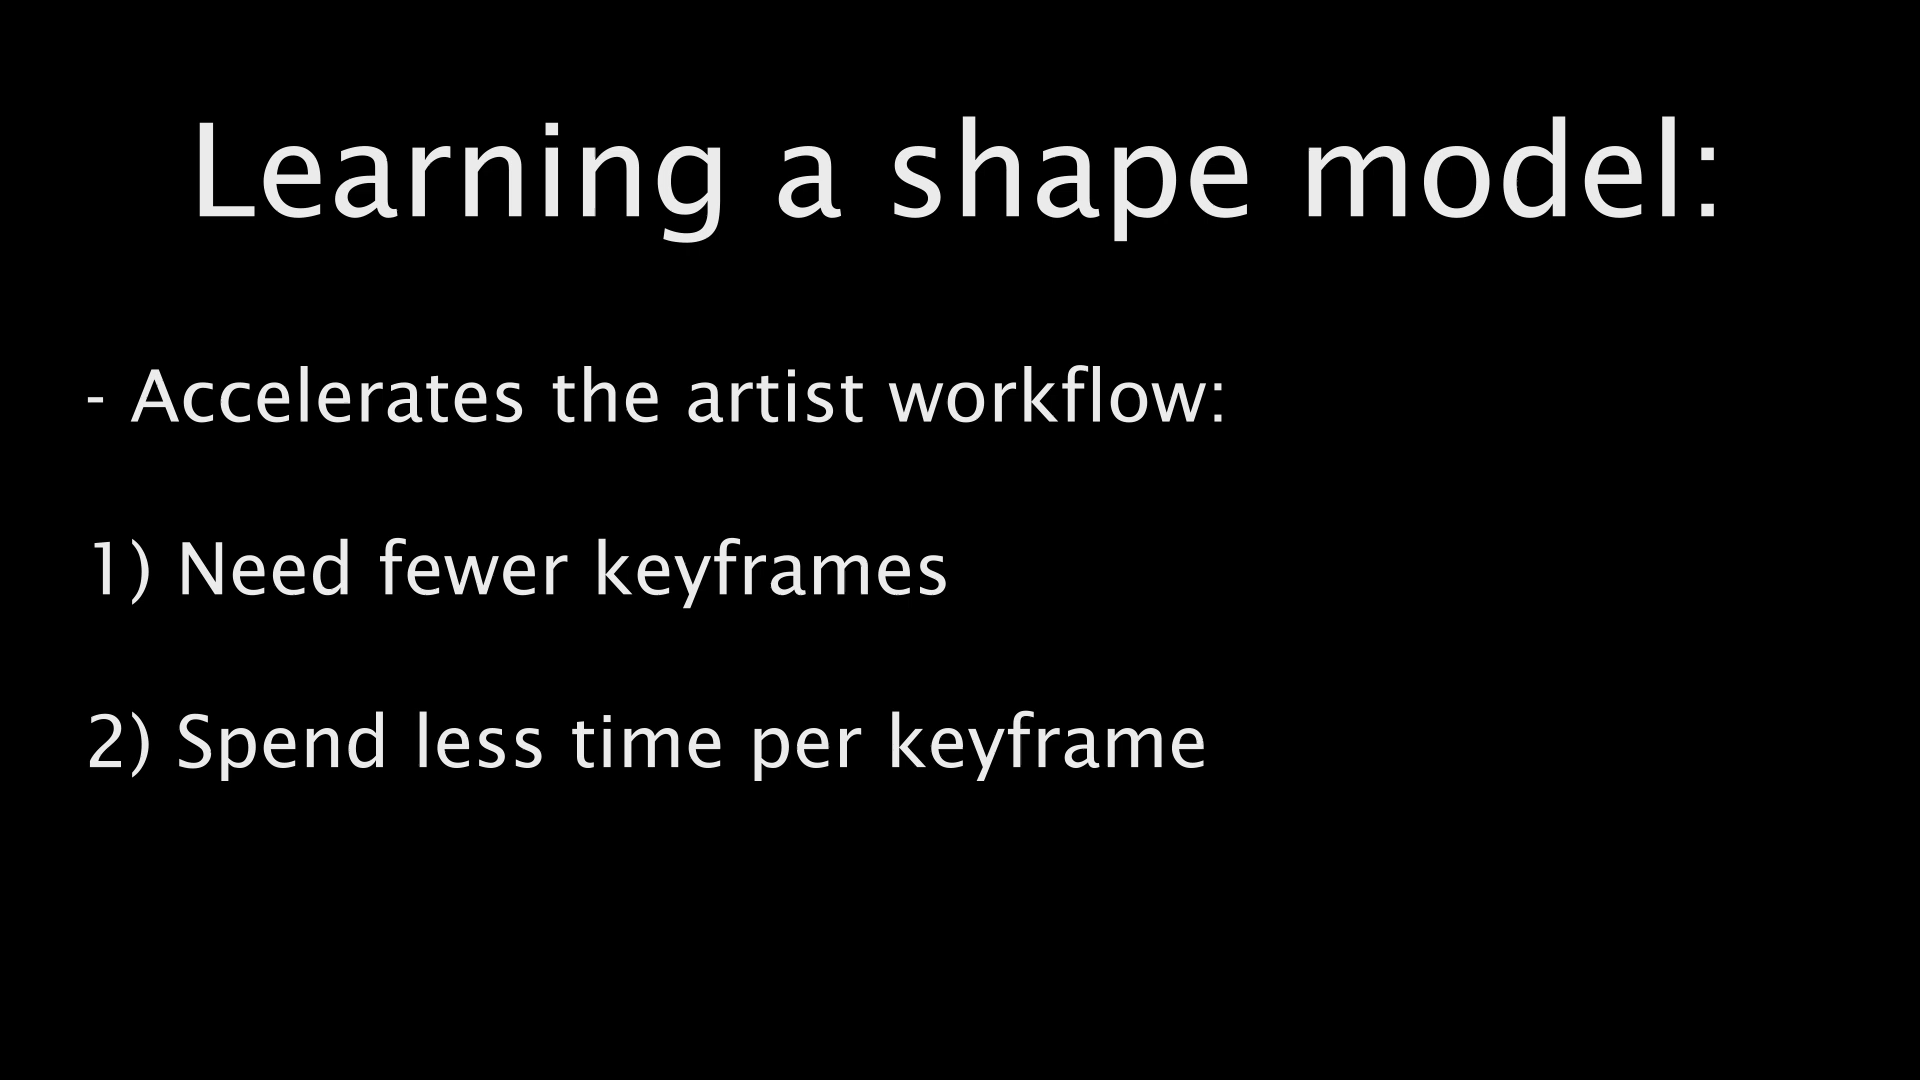 Learning a shape model:
- Accelerates the artist workflow:
1) Need fewer keyframes
2) Spend less time per keyframe